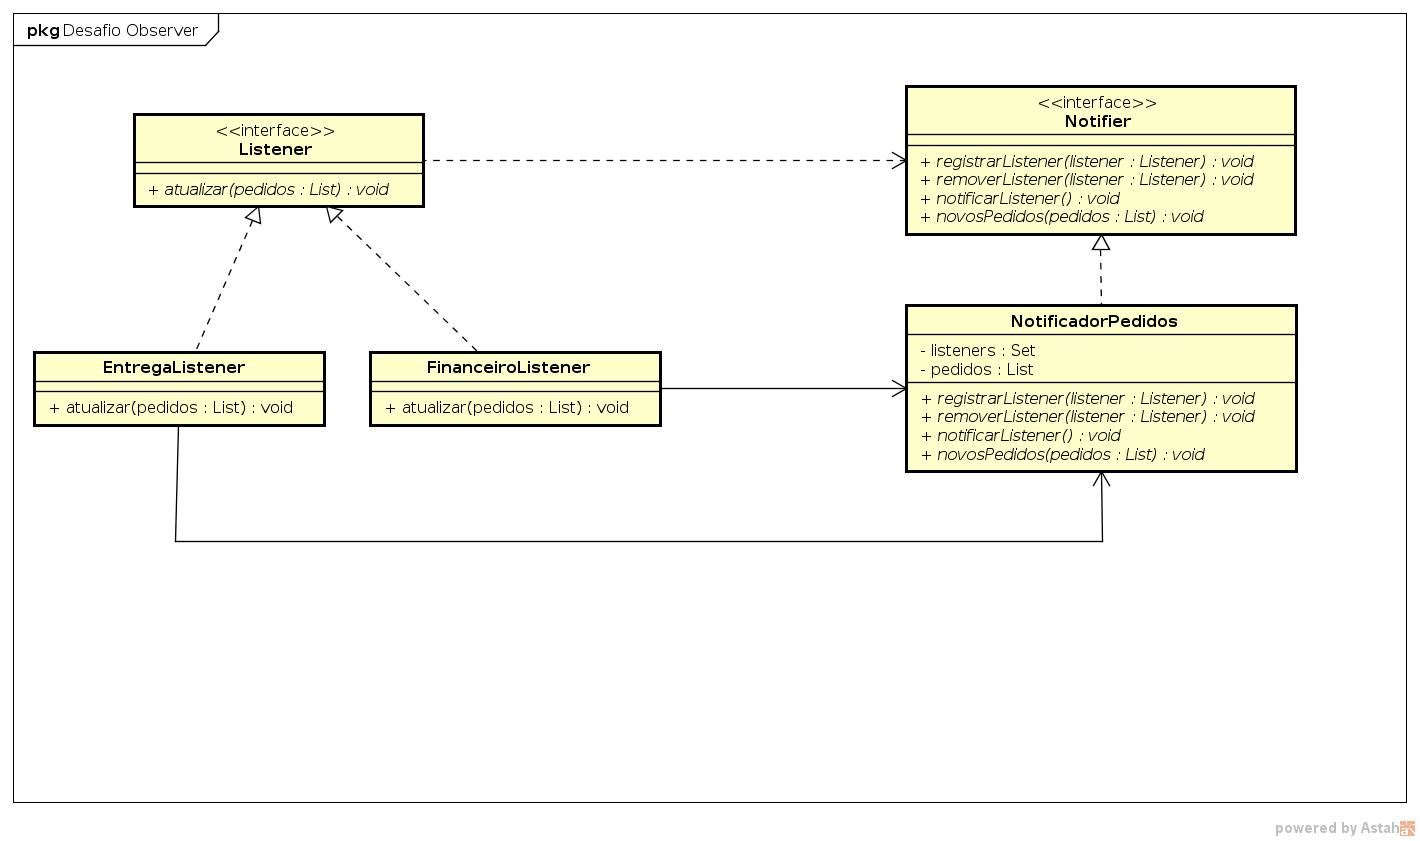 pkg Desafio Observer
<<interface>>
Listener
+ atualizar(pedidos : List) : void
<<interface>>
Notifier
+ registrarListener(listener : Listener) : void
+ removerListener(listener : Listener) : void
+ notificarListener() : void
+ novosPedidos(pedidos : List) : void
EntregaListener
+ atualizar(pedidos : List) : void
FinanceiroListener
+ atualizar(pedidos : List) : void
NotificadorPedidos
- listeners : Set
- pedidos : List
+ registrarListener(listener : Listener) : void
+ removerListener(listener : Listener) : void
+ notificarListener() : void
+ novosPedidos(pedidos : List) : void
powered by Astah